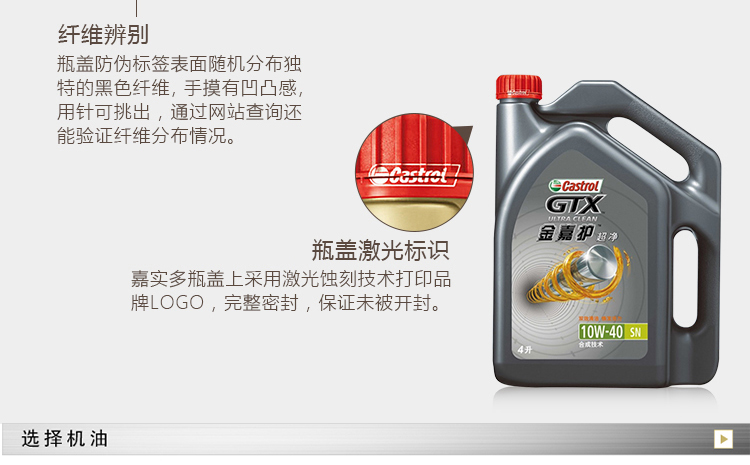 纤维辨别
瓶盖防伪标签表面随机分布独
特的黑色纤维, 手摸有凹凸感,
用针可挑出，通过网站查询还
能验证纤维分布情况。
Castrol
瓶盖激光标识
嘉实多瓶盖上采用激光蚀刻技术打印品
牌LOGO，完整密封，保证未被开封。
Castrol
GTX
ULTRA CLEAN
金嘉护 超净
10W-40 SN
合成技术
4升
选择机油